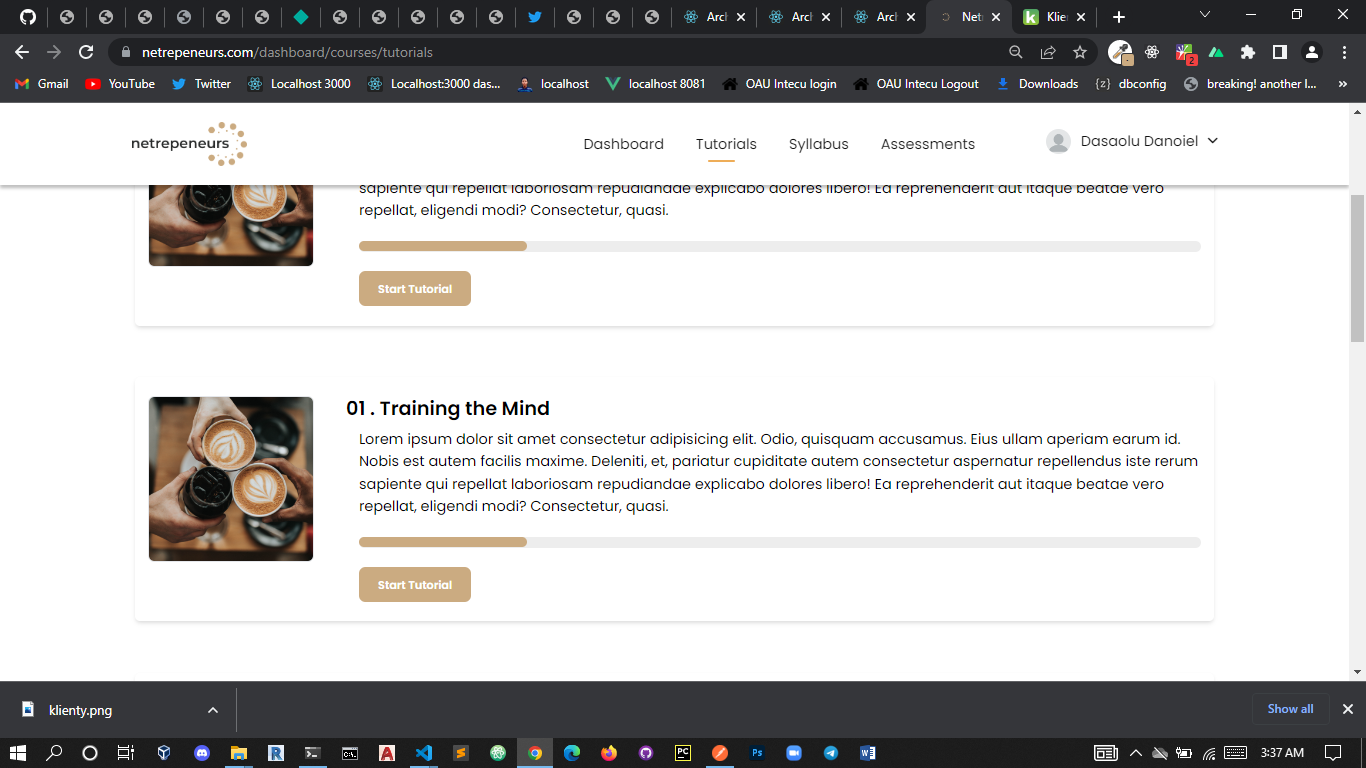 Arcl
Arcl
Arcl
Net
Klie
netrepeneurs.com/dashboard/courses/tutorials
2
Gmail
YouTube
Twitter
Localhost 3000
Localhost:3000 das...
localhost
localhost 8081
OAU Intecu login
OAU Intecu Logout
Downloads
{z} dbconfig
breaking! another l...
netrepeneurs
Dashboard
Tutorials
Syllabus
Assessments
Dasaolu Danoiel
sapiente qui repellat laboriosam repudiandae explicabo dolores libero! Ea reprehenderit aut itaque beatae vero
repellat, eligendi modi? Consectetur, quasi.
Start Tutorial
01 . Training the Mind
Lorem ipsum dolor sit amet consectetur adipisicing elit. Odio, quisquam accusamus. Eius ullam aperiam earum id.
Nobis est autem facilis maxime. Deleniti, et, pariatur cupiditate autem consectetur aspernatur repellendus iste rerum
sapiente qui repellat laboriosam repudiandae explicabo dolores libero! Ea reprehenderit aut itaque beatae vero
repellat, eligendi modi? Consectetur, quasi.
Start Tutorial
klienty.png
Show all
3:37 AM